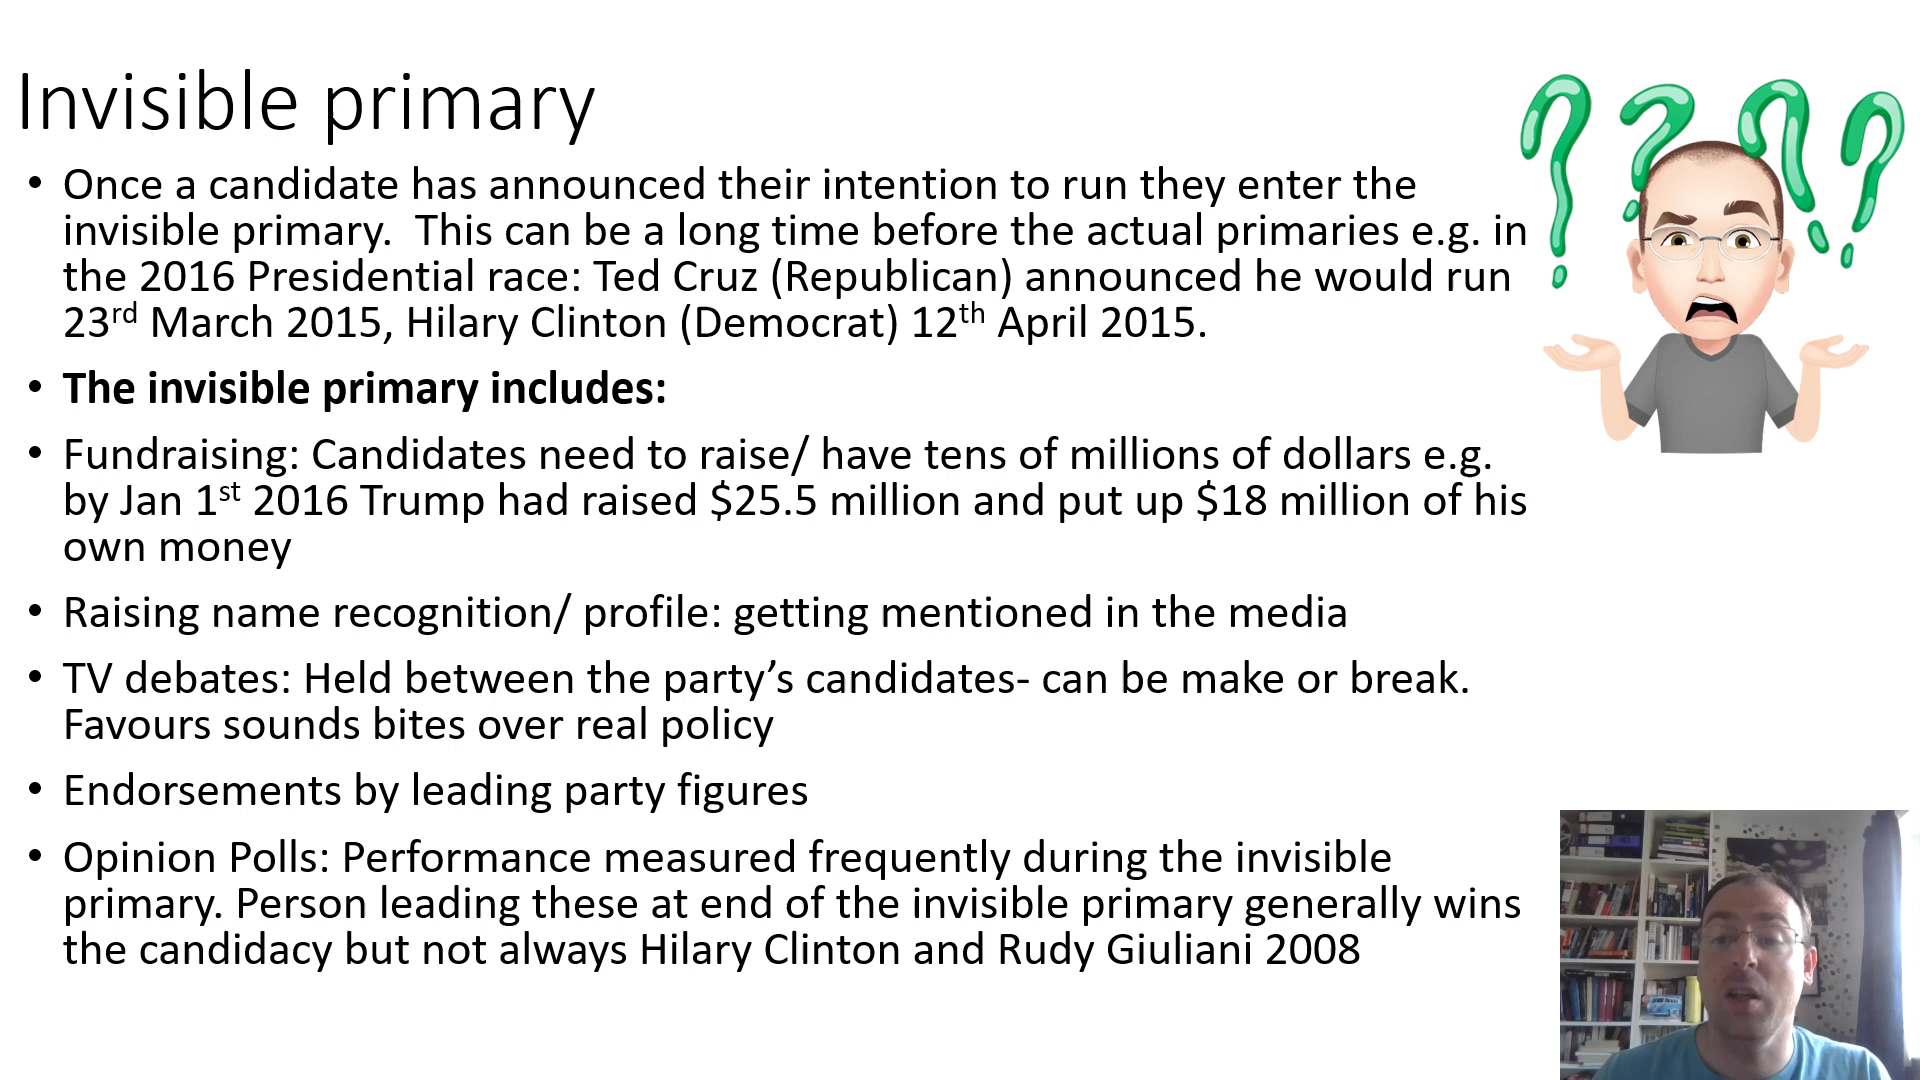 Invisible primary
• Once a candidate has announced their intention to run they enter the
invisible primary.  This can be a long time before the actual primaries e.g. in
the 2016 Presidential race: Ted Cruz (Republican) announced he would run
23rd March 2015, Hilary Clinton (Democrat) 12th April 2015.
• The invisible primary includes:
• Fundraising: Candidates need to raise/ have tens of millions of dollars e.g.
by Jan 1st 2016 Trump had raised $25.5 million and put up $18 million of his
own money
• Raising name recognition/ profile: getting mentioned in the media
• TV debates: Held between the party’s candidates- can be make or break.
Favours sounds bites over real policy
• Endorsements by leading party figures
• Opinion Polls: Performance measured frequently during the invisible
primary. Person leading these at end of the invisible primary generally wins
the candidacy but not always Hilary Clinton and Rudy Giuliani 2008